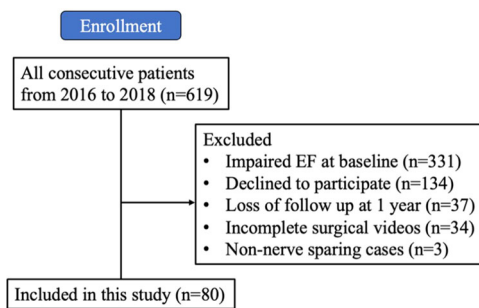 Enrollment
All consecutive patients
from 2016 to 2018 (n=619)
Excluded
• Impaired EF at baseline (n=331)
• Declined to participate (n=134)
• Loss of follow up at 1 year (n=37)
• Incomplete surgical videos (n=34)
• Non-nerve sparing cases (n=3)
Included in this study (n=80)